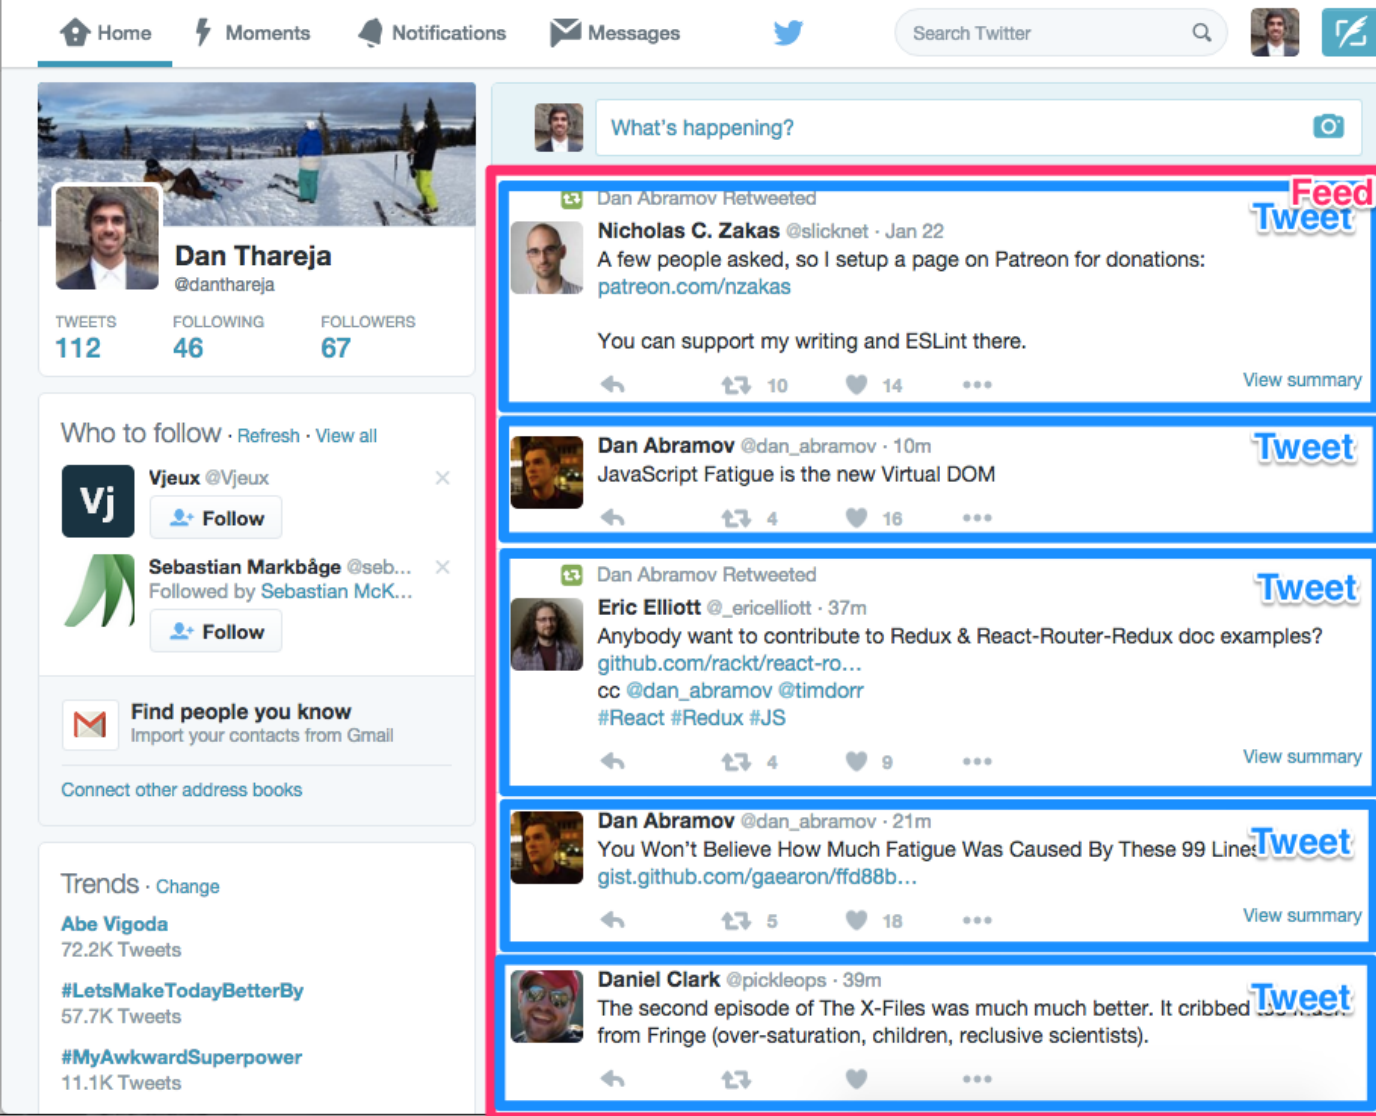 Home Moments Notifications Messages Search Twitter
What's happening?
Dan Thareja
@danthareja
TWEETS FOLLOWING FOLLOWERS
112 46 67
Who to follow · Refresh · View all
Vj
Vjeux @Vjeux
Follow
Sebastian Markbåge @seb...
Followed by Sebastian McK...
Follow
Find people you know
Import your contacts from Gmail
Connect other address books
Trends · Change
Abe Vigoda
72.2K Tweets
#LetsMakeTodayBetterBy
57.7K Tweets
#MyAwkwardSuperpower
11.1K Tweets
Feed
Dan Abramov Retweeted
Tweet
Nicholas C. Zakas @slicknet · Jan 22
A few people asked, so I setup a page on Patreon for donations:
patreon.com/nzakas
You can support my writing and ESLint there.
10 14 View summary
Tweet
Dan Abramov @dan_abramov · 10m
JavaScript Fatigue is the new Virtual DOM
4 16
Dan Abramov Retweeted
Tweet
Eric Elliott @_ericelliott · 37m
Anybody want to contribute to Redux & React-Router-Redux doc examples?
github.com/rackt/react-ro...
cc @dan_abramov @timdorr
#React #Redux #JS
4 9 View summary
Dan Abramov @dan_abramov · 21m
Tweet
You Won't Believe How Much Fatigue Was Caused By These 99 Lines
gist.github.com/gaearon/ffd88b...
5 18 View summary
Daniel Clark @pickleops · 39m
Tweet
The second episode of The X-Files was much much better. It cribbed
from Fringe (over-saturation, children, reclusive scientists).